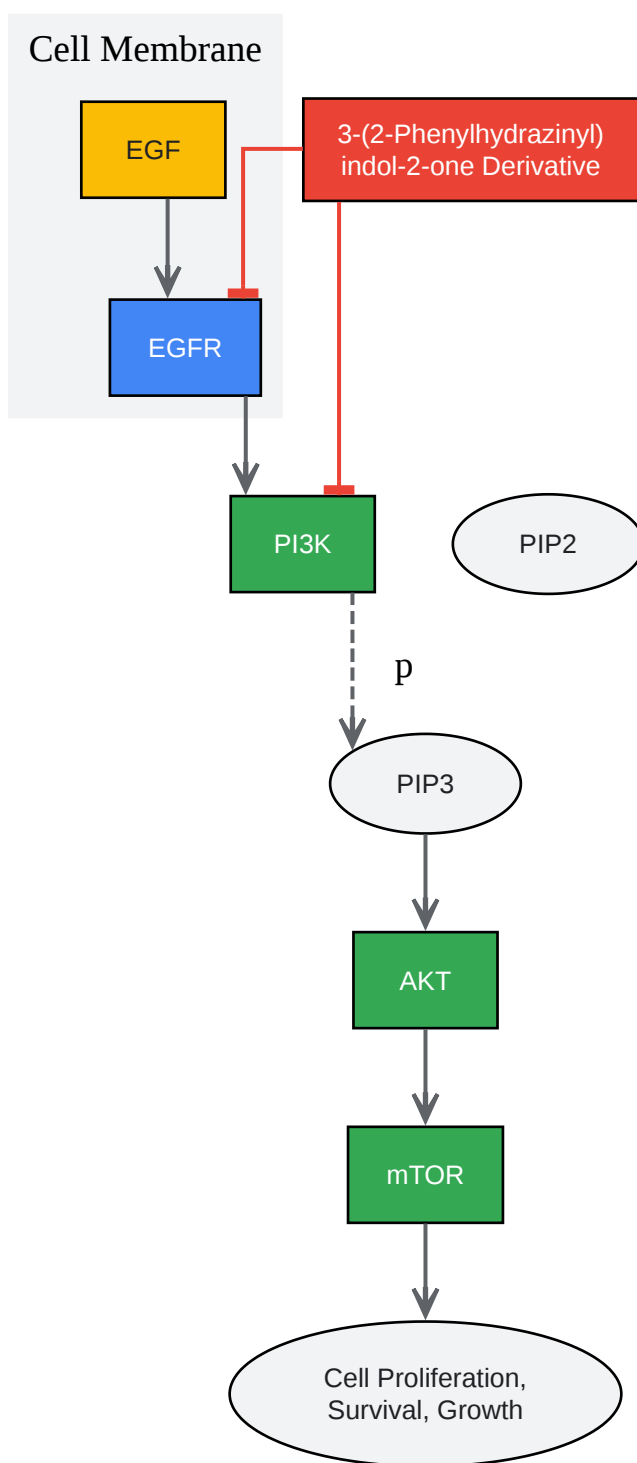 Cell Membrane
EGF
3-(2-Phenylhydrazinyl)
indol-2-one Derivative
EGFR
PI3K
PIP2
p
PIP3
AKT
mTOR
Cell Proliferation,
Survival, Growth